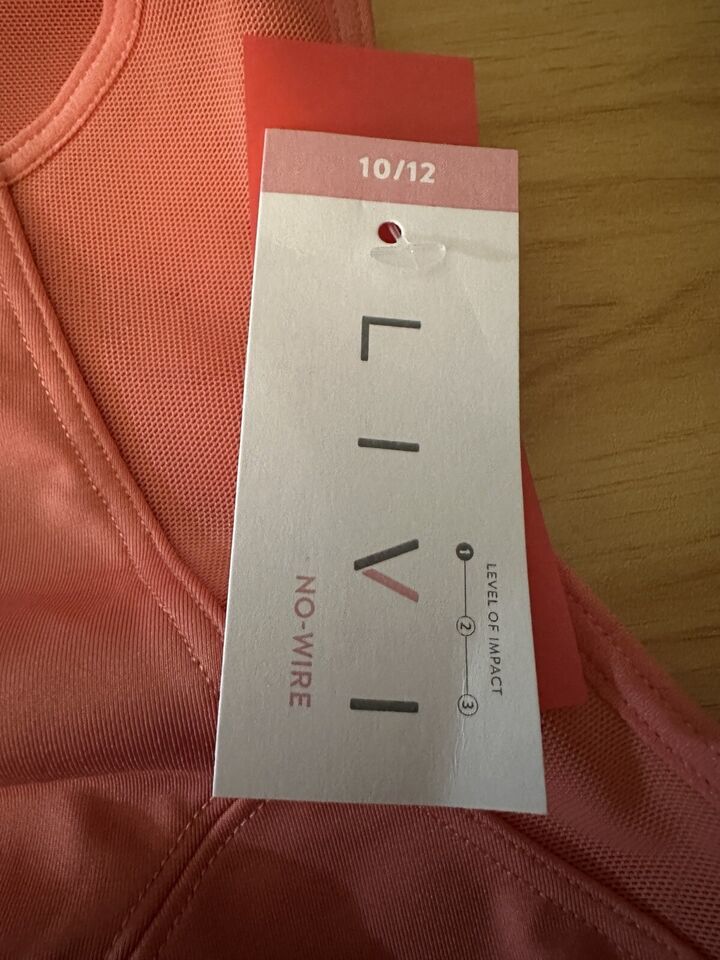 10/12
LEVEL OF IMPACT
1 2 3
LIVI
NO-WIRE